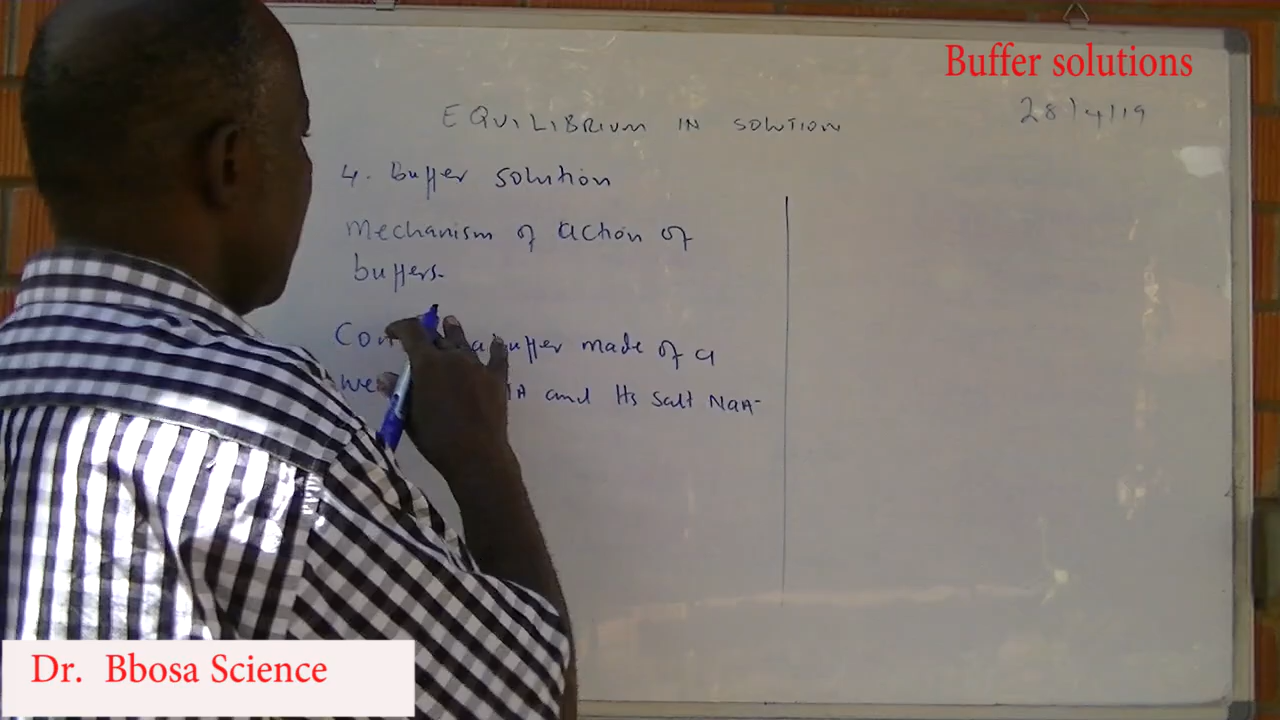 Buffer solutions
28/4/19
EQUILIBRIUM IN SOLUTION
4. Buffer solution
Mechanism of action of
buffers.
a buffer made of a
and its salt NaA-
Dr. Bbosa Science